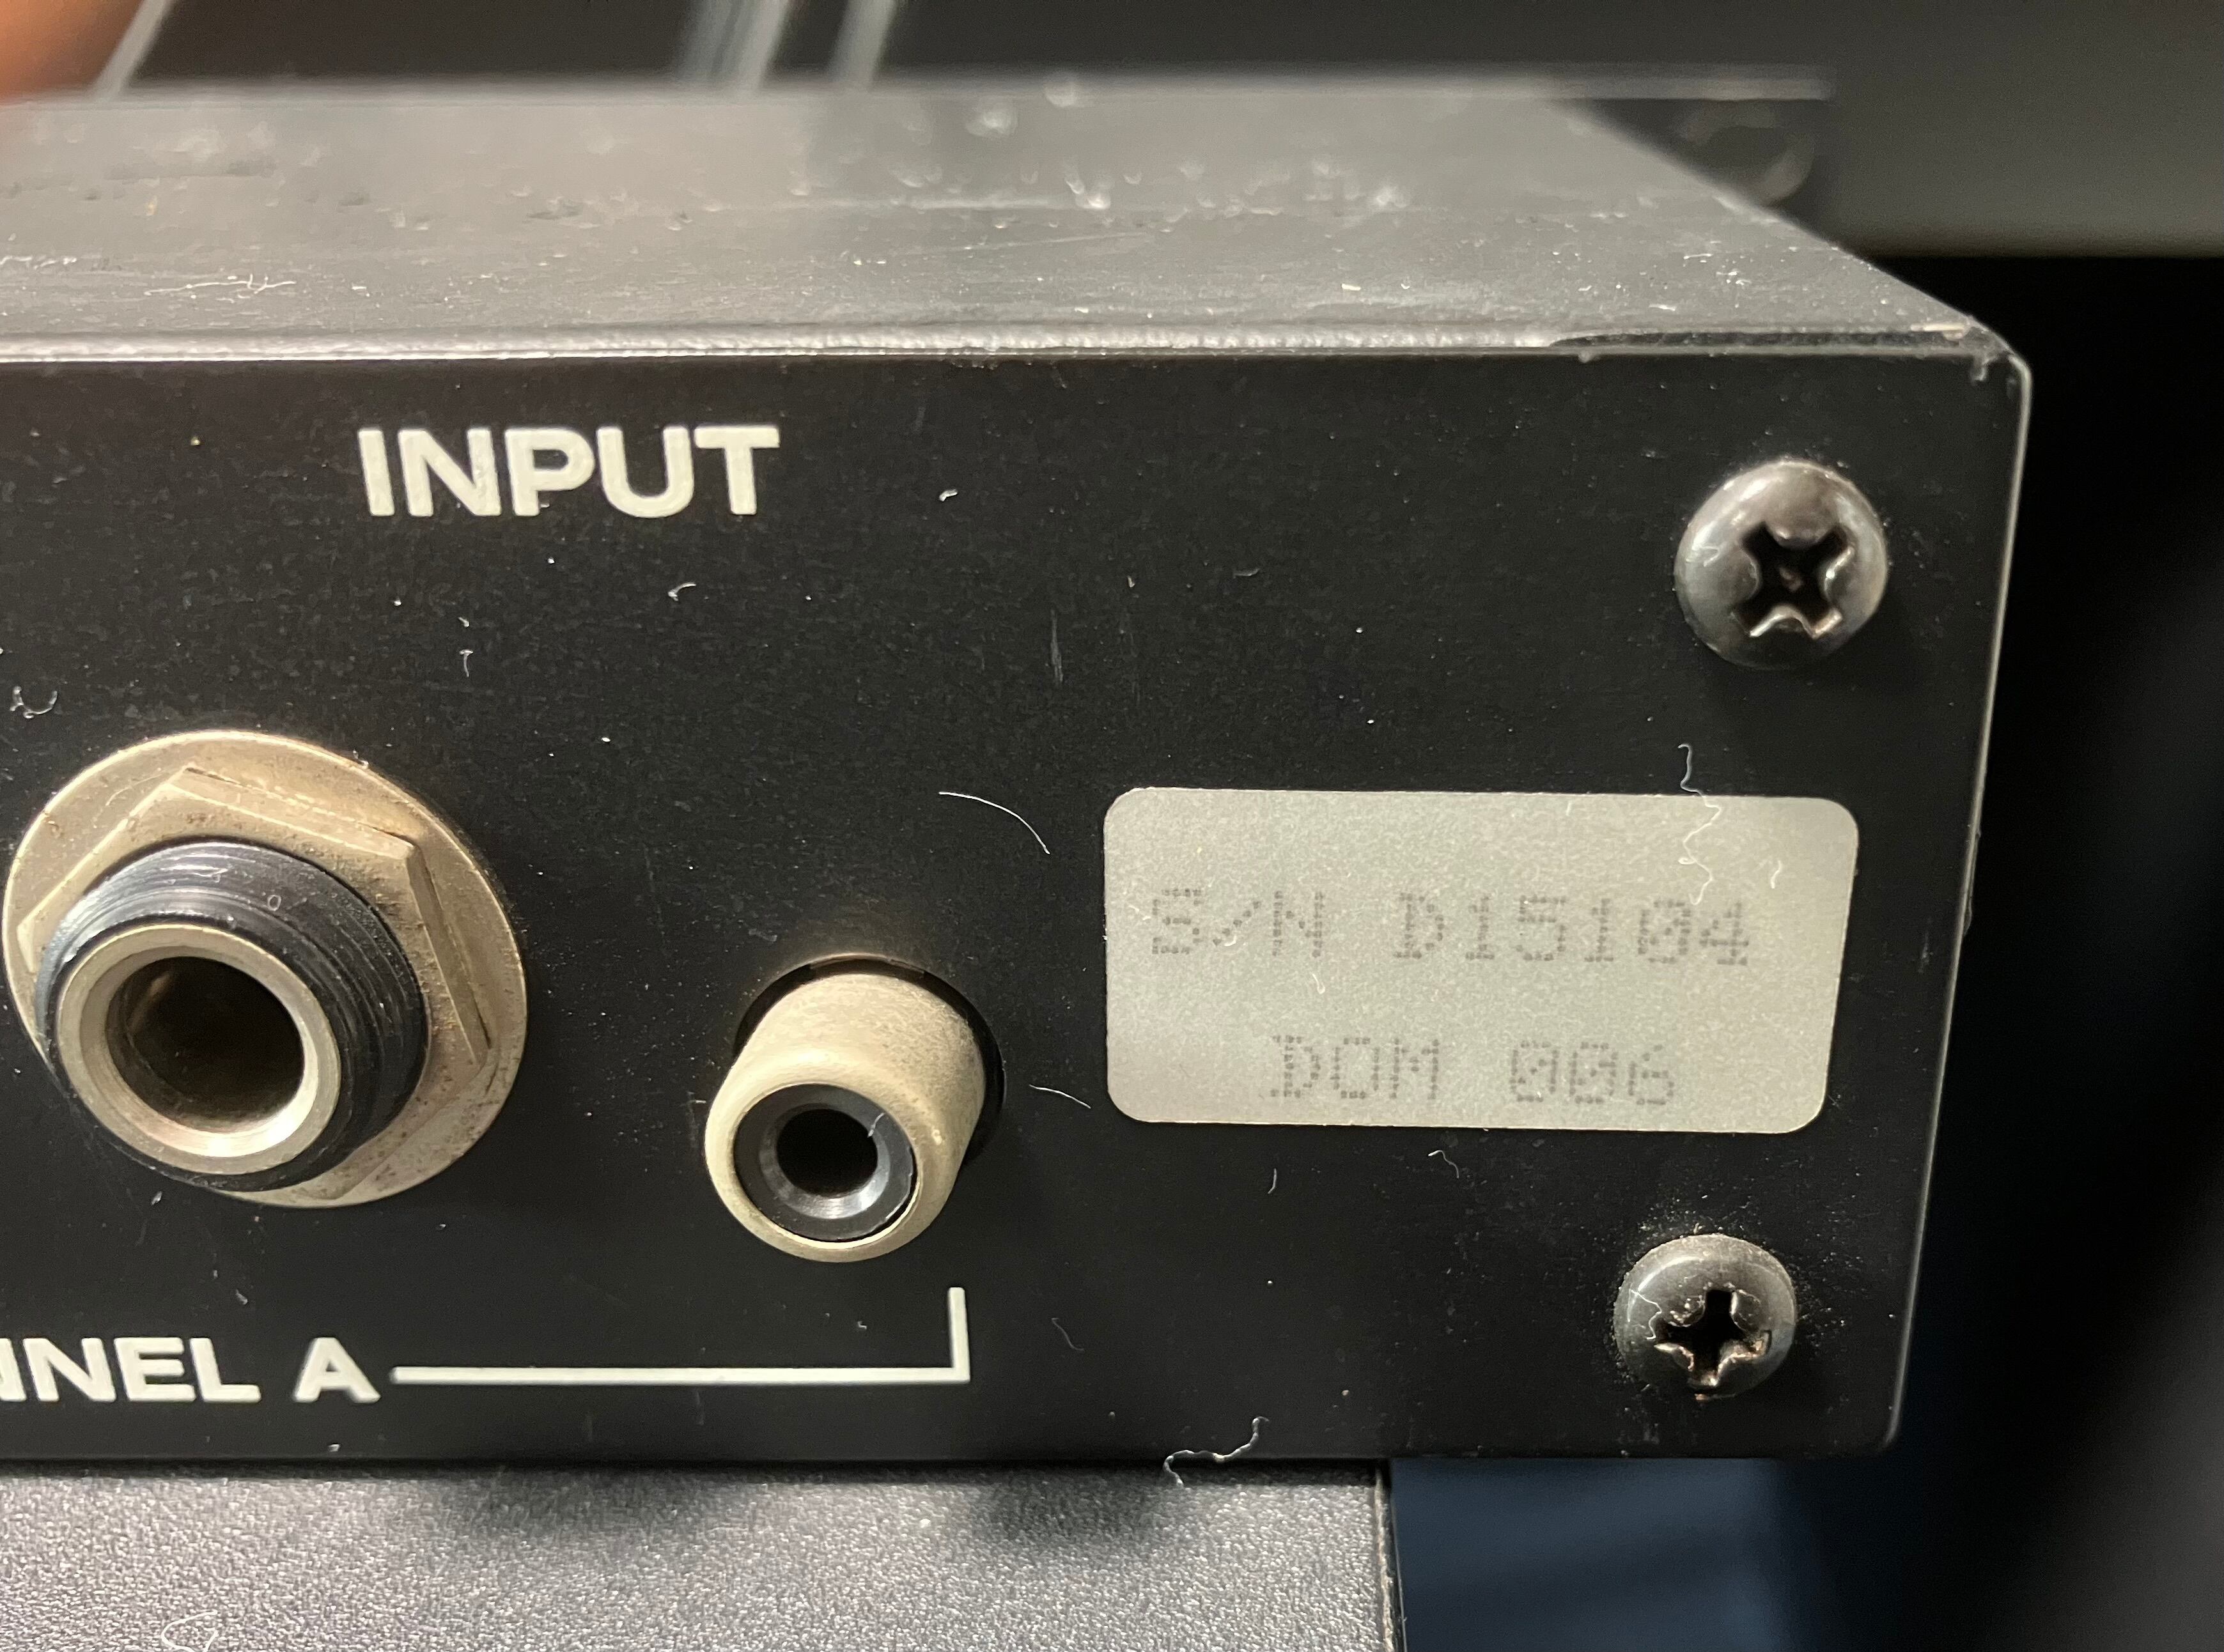 INPUT
S/N D15104
DOM 006
NNEL A